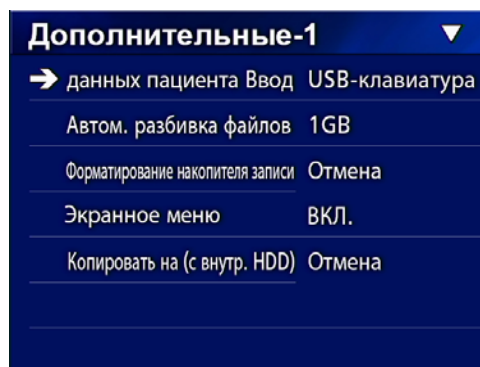 Дополнительные-1
данных пациента Ввод USB-клавиатура
Автом. разбивка файлов 1GB
Форматирование накопителя записи Отмена
Экранное меню ВКЛ.
Копировать на (с внутр. HDD) Отмена